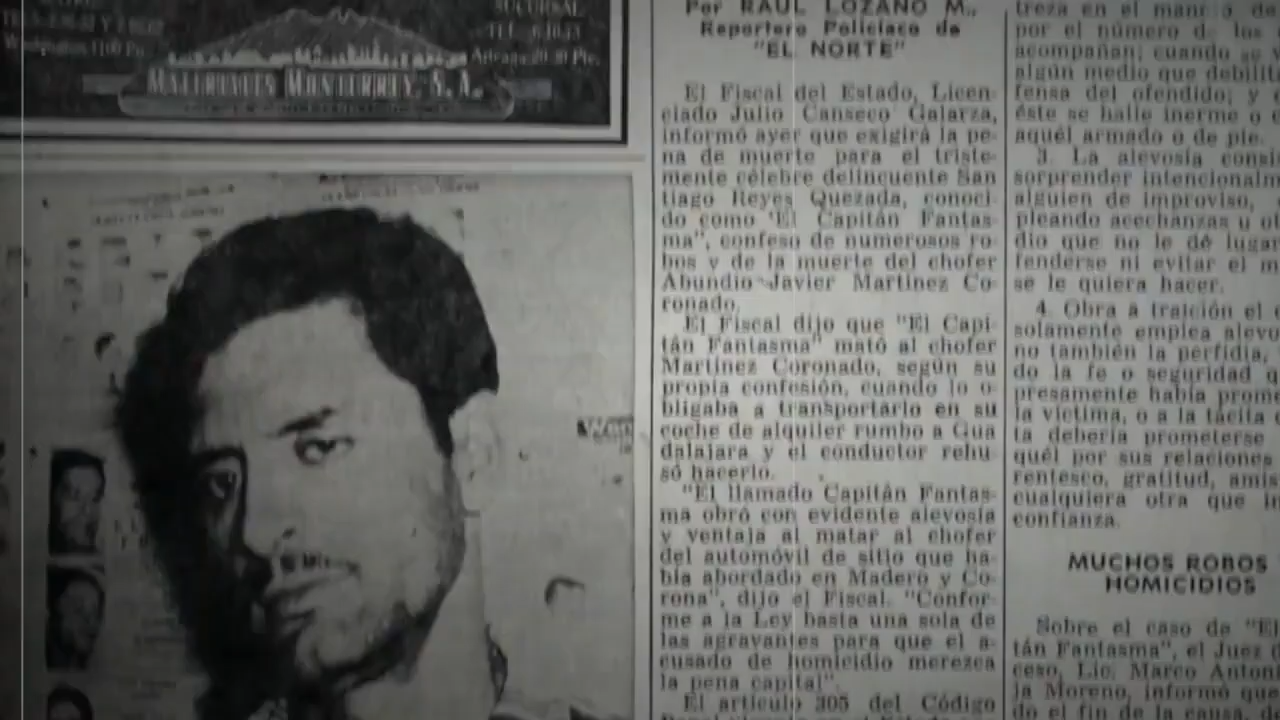 SUCURSAL
MALDONADO MONTERREY, S. A.
Por RAUL LOZANO M.,
Reportero Policíaco de
"EL NORTE"
El Fiscal del Estado, Licen-
ciado Julio Canseco Galarza,
informó ayer que exigirá la pe-
na de muerte para el triste-
mente célebre delincuente San
tiago Reyes Quezada, conoci-
do como "El Capitán Fantas-
ma", confeso de numerosos ro-
bos y de la muerte del chofer
Abundio Javier Martínez Co-
ronado.
El Fiscal dijo que "El Capi-
tán Fantasma" mató al chofer
Martínez Coronado, según su
propia confesión, cuando lo o-
bligaba a transportarlo en su
coche de alquiler rumbo a Gua
dalajara y el conductor rehu-
só hacerlo.
"El llamado Capitán Fantas-
ma obró con evidente alevosía
y ventaja al matar al chofer
del automóvil de sitio que ha-
bía abordado en Madero y Co-
rona", dijo el Fiscal. "Confor-
me a la Ley basta una sola de
las agravantes para que el a-
cusado de homicidio merezca
la pena capital".
El artículo 305 del Código
treza en el de
por el número de los
acompañan; cuando se
algún medio que debilit
fensa del ofendido; y
éste se halle inerme o
aquél armado o de pie.
3. La alevosía consi
sorprender intencionalm
alguien de improviso,
pleando acechanzas u ot
dio que no le dé lugar
fenderse ni evitar el m
se le quiera hacer.
4. Obra a traición el
solamente emplea alevo
no también la perfidia,
do la fe o seguridad q
presamente había prome
la víctima, o a la tácita
ta debería prometerse
quél por sus relaciones
rentesco, gratitud, amis
cualquiera otra que in
confianza.
MUCHOS ROBOS
HOMICIDIOS
Sobre el caso de "El
tán Fantasma", el Juez
ceso, Lic. Marco Antoni
ja Moreno, informó que
do el fin de la causa, de